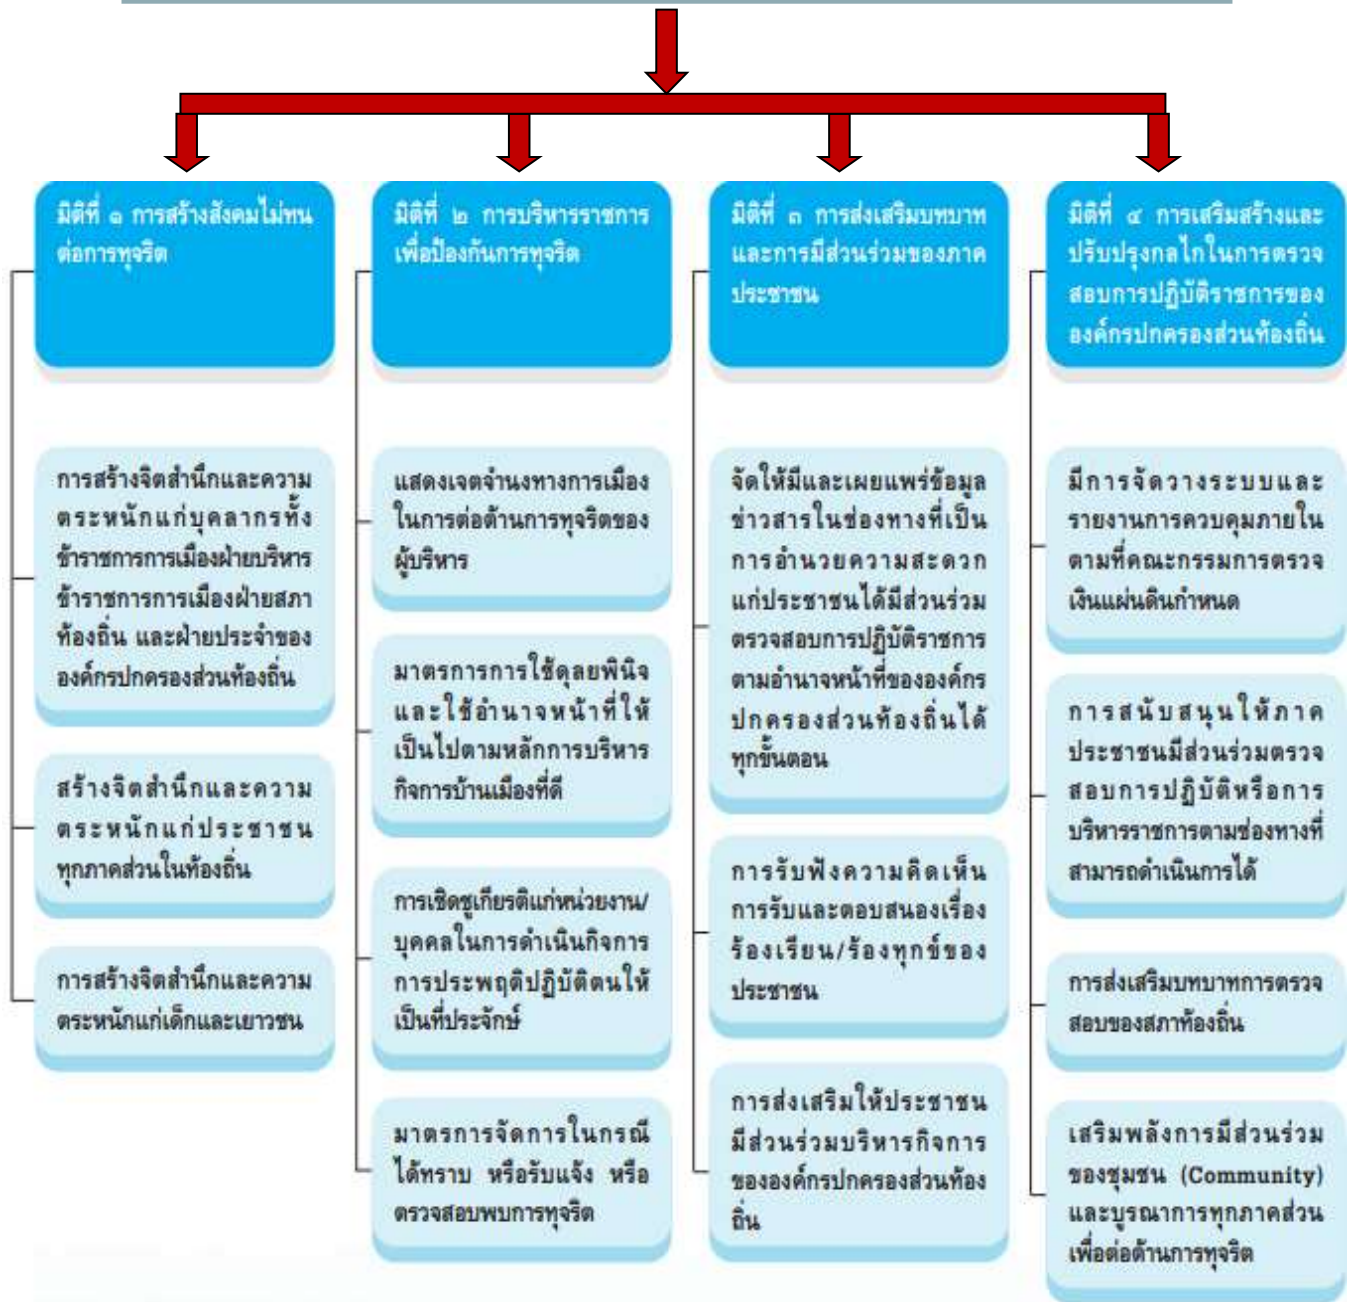 มิติที่ ๑ การสร้างสังคมไม่ทน
ต่อการทุจริต
การสร้างจิตสำนึกและความ
ตระหนักแก่บุคลากรทั้ง
ข้าราชการการเมืองฝ่ายบริหาร
ข้าราชการการเมืองฝ่ายสภา
ท้องถิ่น และฝ่ายประจำของ
องค์กรปกครองส่วนท้องถิ่น
สร้างจิตสำนึกและความ
ตระหนักแก่ประชาชน
ทุกภาคส่วนในท้องถิ่น
การสร้างจิตสำนึกและความ
ตระหนักแก่เด็กและเยาวชน
มิติที่ ๒ การบริหารราชการ
เพื่อป้องกันการทุจริต
แสดงเจตจำนงทางการเมือง
ในการต่อต้านการทุจริตของ
ผู้บริหาร
มาตรการการใช้ดุลยพินิจ
และใช้อำนาจหน้าที่ให้
เป็นไปตามหลักการบริหาร
กิจการบ้านเมืองที่ดี
การเชิดชูเกียรติแก่หน่วยงาน/
บุคคลในการดำเนินกิจการ
การประพฤติปฏิบัติตนให้
เป็นที่ประจักษ์
มาตรการจัดการในกรณี
ได้ทราบ หรือรับแจ้ง หรือ
ตรวจสอบพบการทุจริต
มิติที่ ๓ การส่งเสริมบทบาท
และการมีส่วนร่วมของภาค
ประชาชน
จัดให้มีและเผยแพร่ข้อมูล
ข่าวสารในช่องทางที่เป็น
การอำนวยความสะดวก
แก่ประชาชนได้มีส่วนร่วม
ตรวจสอบการปฏิบัติราชการ
ตามอำนาจหน้าที่ขององค์กร
ปกครองส่วนท้องถิ่นได้
ทุกขั้นตอน
การรับฟังความคิดเห็น
การรับและตอบสนองเรื่อง
ร้องเรียน/ร้องทุกข์ของ
ประชาชน
การส่งเสริมให้ประชาชน
มีส่วนร่วมบริหารกิจการ
ขององค์กรปกครองส่วนท้อง
ถิ่น
มิติที่ ๔ การเสริมสร้างและ
ปรับปรุงกลไกในการตรวจ
สอบการปฏิบัติราชการของ
องค์กรปกครองส่วนท้องถิ่น
มีการจัดวางระบบและ
รายงานการควบคุมภายใน
ตามที่คณะกรรมการตรวจ
เงินแผ่นดินกำหนด
การสนับสนุนให้ภาค
ประชาชนมีส่วนร่วมตรวจ
สอบการปฏิบัติหรือการ
บริหารราชการตามช่องทางที่
สามารถดำเนินการได้
การส่งเสริมบทบาทการตรวจ
สอบของสภาท้องถิ่น
เสริมพลังการมีส่วนร่วม
ของชุมชน (Community)
และบูรณาการทุกภาคส่วน
เพื่อต่อต้านการทุจริต